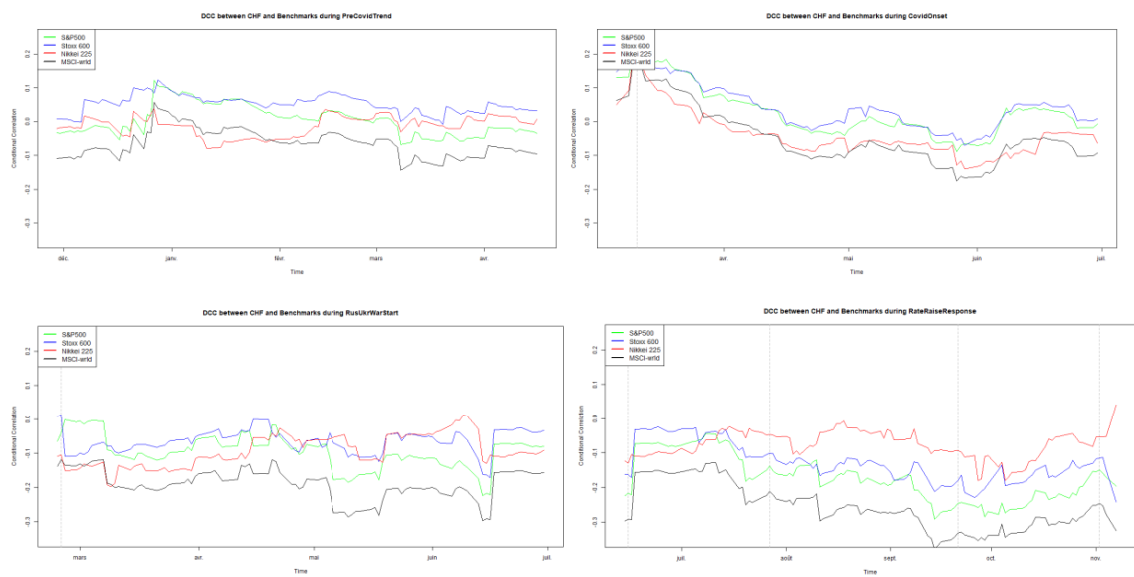 DCC between CHF and Benchmarks during PreCovidTrend
S&P500
Stoxx 600
Nikkei 225
MSCI-wrld
Conditional Correlation
0.2
0.1
0.0
-0.1
-0.2
-0.3
déc.
janv.
févr.
mars
avr.
Time
DCC between CHF and Benchmarks during CovidOnset
S&P500
Stoxx 600
Nikkei 225
MSCI-wrld
Conditional Correlation
0.2
0.1
0.0
-0.1
-0.2
-0.3
avr.
mai
juin
juil.
Time
DCC between CHF and Benchmarks during RusUkrWarStart
S&P500
Stoxx 600
Nikkei 225
MSCI-wrld
Conditional Correlation
0.2
0.1
0.0
-0.1
-0.2
-0.3
mars
avr.
mai
juin
juil.
Time
DCC between CHF and Benchmarks during RateRaiseResponse
S&P500
Stoxx 600
Nikkei 225
MSCI-wrld
Conditional Correlation
0.2
0.1
0.0
-0.1
-0.2
-0.3
juil.
août
sept.
oct.
nov.
Time